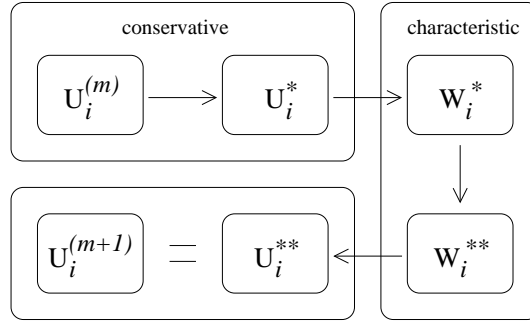 conservative characteristic
U_i^{(m)} U_i^* W_i^*
U_i^{(m+1)} = U_i^{**} W_i^{**}